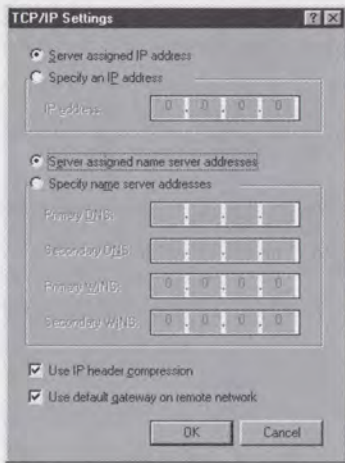 TCP/IP Settings
Server assigned IP address
Specify an IP address
IP address: 0 . 0 . 0 . 0
Server assigned name server addresses
Specify name server addresses
Primary DNS: . . .
Secondary DNS: . . .
Primary WINS: 0 . 0 . 0 . 0
Secondary WINS: 0 . 0 . 0 . 0
Use IP header compression
Use default gateway on remote network
OK Cancel